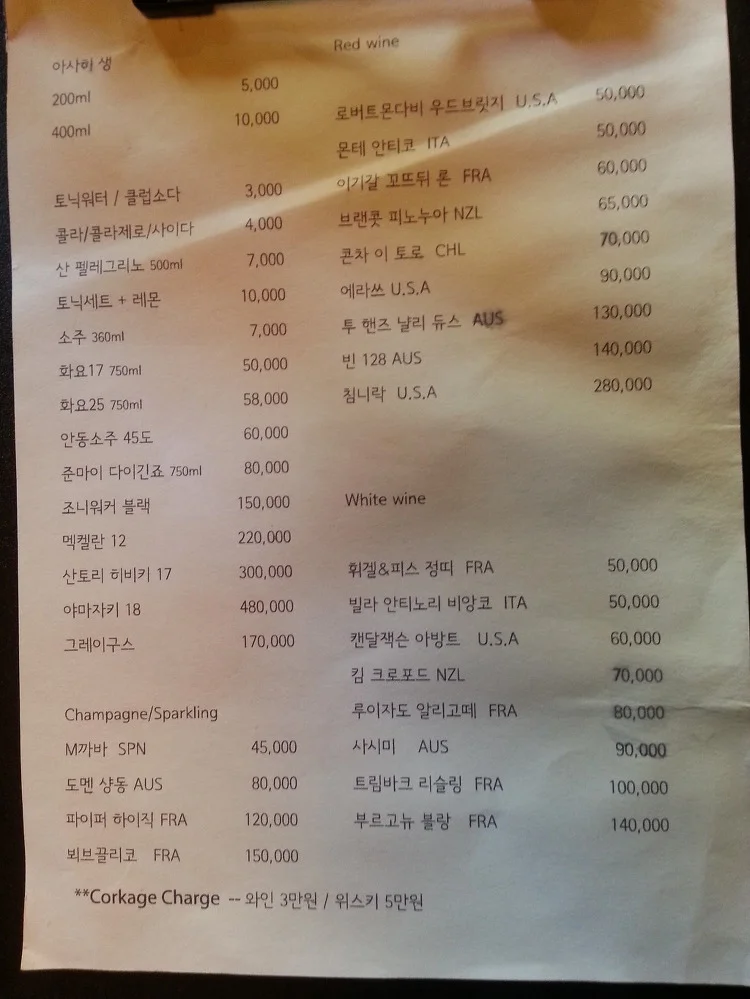 아사히 생
200ml 5,000
400ml 10,000
토닉워터 / 클럽소다 3,000
콜라/콜라제로/사이다 4,000
산 펠레그리노 500ml 7,000
토닉세트 + 레몬 10,000
소주 360ml 7,000
화요17 750ml 50,000
화요25 750ml 58,000
안동소주 45도 60,000
준마이 다이긴죠 750ml 80,000
조니워커 블랙 150,000
멕켈란 12 220,000
산토리 히비키 17 300,000
야마자키 18 480,000
그레이구스 170,000
Champagne/Sparkling
M까바 SPN 45,000
도멘 샹동 AUS 80,000
파이퍼 하이직 FRA 120,000
뵈브끌리코 FRA 150,000
Red wine
로버트몬다비 우드브릿지 U.S.A 50,000
몬테 안티코 ITA 50,000
이기갈 꼬뜨뒤 론 FRA 60,000
브랜콧 피노누아 NZL 65,000
콘차 이 토로 CHL 70,000
에라쓰 U.S.A 90,000
투 핸즈 냘리 듀스 AUS 130,000
빈 128 AUS 140,000
침니락 U.S.A 280,000
White wine
휘겔&피스 정띠 FRA 50,000
빌라 안티노리 비앙코 ITA 50,000
캔달잭슨 아방트 U.S.A 60,000
킴 크로포드 NZL 70,000
루이자도 알리고떼 FRA 80,000
사시미 AUS 90,000
트림바크 리슬링 FRA 100,000
부르고뉴 블랑 FRA 140,000
**Corkage Charge -- 와인 3만원 / 위스키 5만원